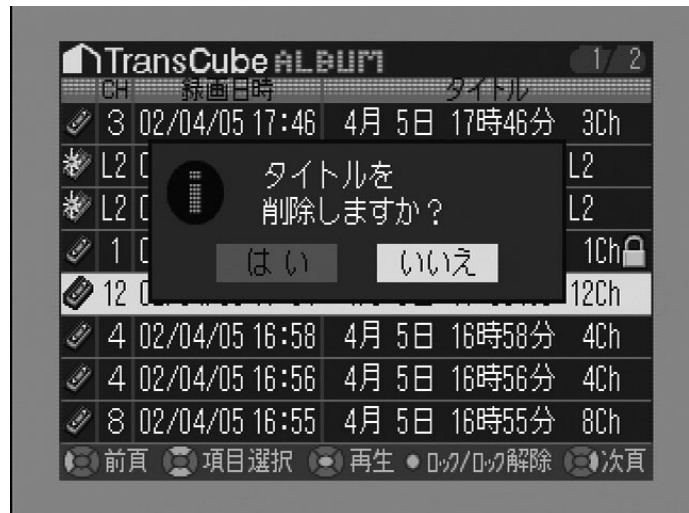 TransCube ALBUM 1/ 2
CH 録画日時 タイトル
3 02/04/05 17:46 4月 5日 17時46分 3Ch
L2 L2
L2 L2
1 1Ch
12 12Ch
4 02/04/05 16:58 4月 5日 16時58分 4Ch
4 02/04/05 16:56 4月 5日 16時56分 4Ch
8 02/04/05 16:55 4月 5日 16時55分 8Ch
タイトルを
削除しますか?
はい いいえ
前頁 項目選択 再生 ロック/ロック解除 次頁